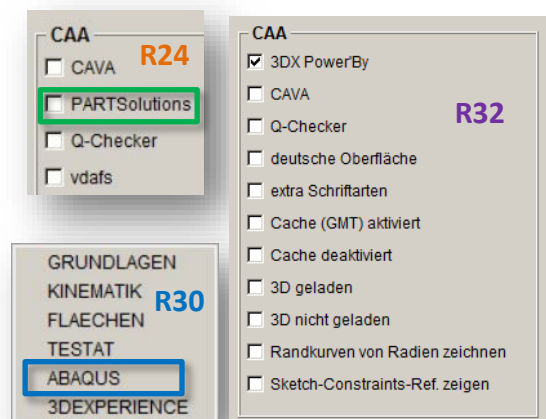 CAA
R24
CAVA
PARTSolutions
Q-Checker
vdafs
GRUNDLAGEN
KINEMATIK
R30
FLAECHEN
TESTAT
ABAQUS
3DEXPERIENCE
CAA
3DX Power'By
CAVA
R32
Q-Checker
deutsche Oberfläche
extra Schriftarten
Cache (GMT) aktiviert
Cache deaktiviert
3D geladen
3D nicht geladen
Randkurven von Radien zeichnen
Sketch-Constraints-Ref. zeigen